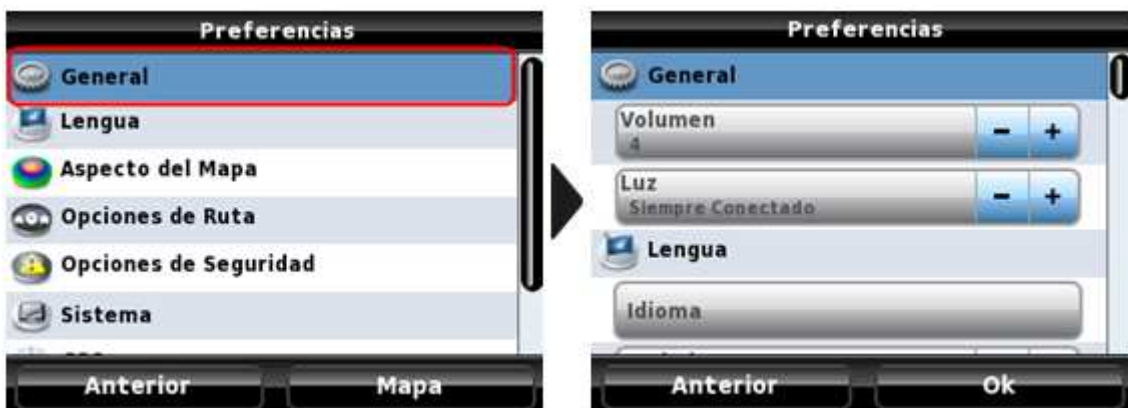 Preferencias
General
Lengua
Aspecto del Mapa
Opciones de Ruta
Opciones de Seguridad
Sistema
Anterior
Mapa
Preferencias
General
Volumen
4
- +
Luz
Siempre Conectado
- +
Lengua
Idioma
Anterior
Ok